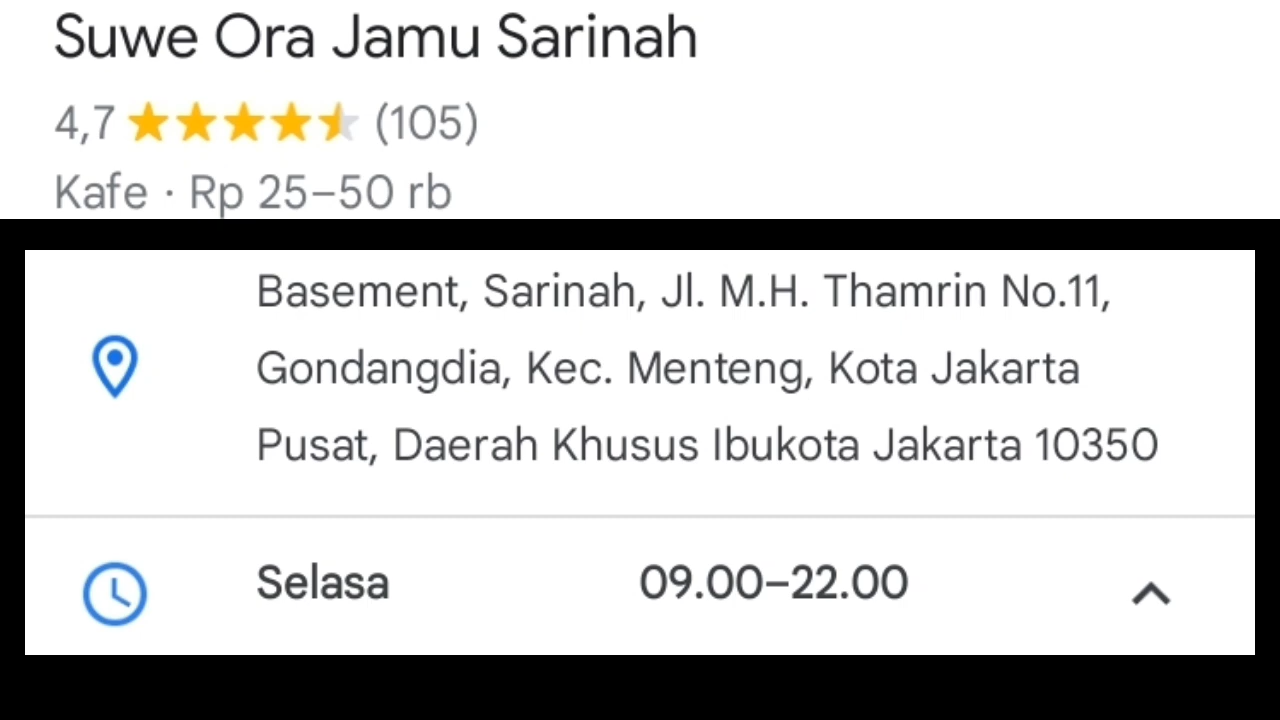 Suwe Ora Jamu Sarinah
4,7 (105)
Kafe · Rp 25–50 rb
Basement, Sarinah, Jl. M.H. Thamrin No.11,
Gondangdia, Kec. Menteng, Kota Jakarta
Pusat, Daerah Khusus Ibukota Jakarta 10350
Selasa 09.00–22.00